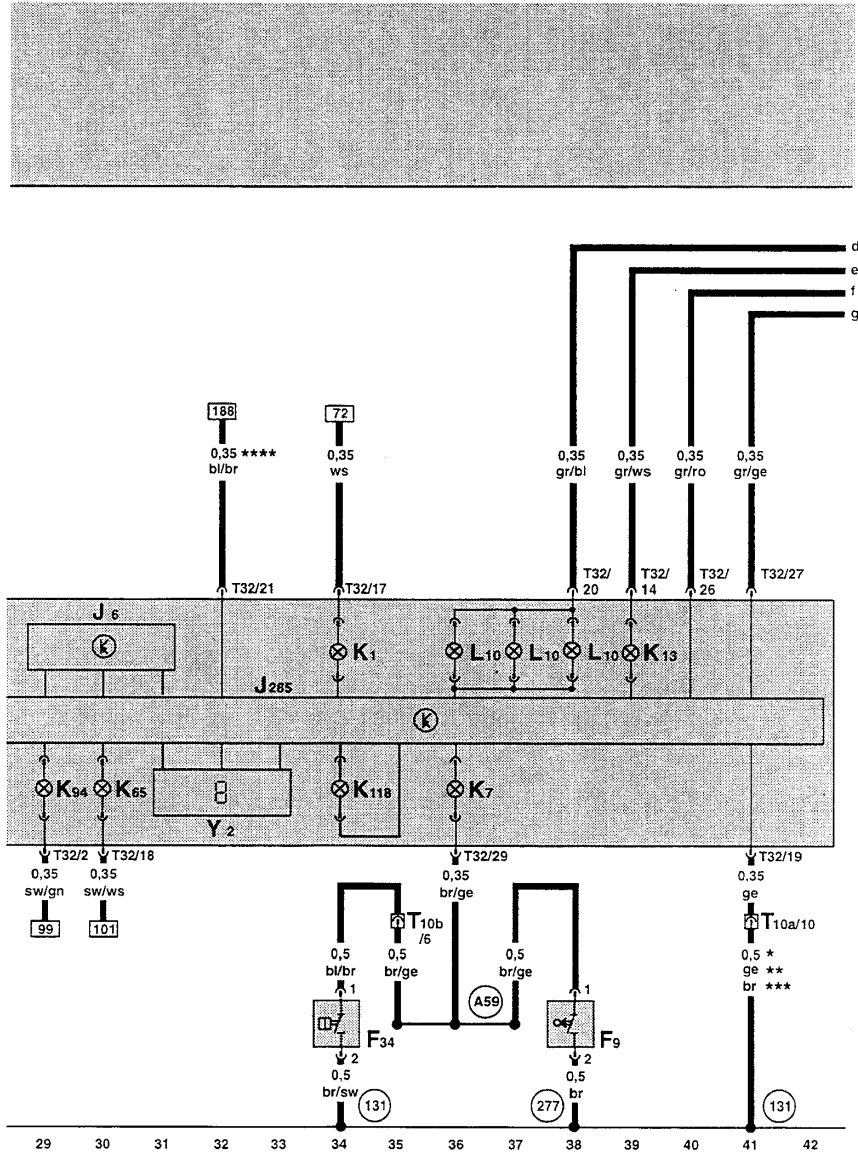 d
e
f
g
188
72
0,35 ****
bl/br
0,35
ws
0,35
gr/bl
0,35
gr/ws
0,35
gr/ro
0,35
gr/ge
T32/21
T32/17
T32/
20
T32/
14
T32/
26
T32/27
J 6
K1
L10
L10
L10
K13
J285
K94
K65
Y 2
K118
K7
T32/2
T32/18
T32/29
T32/19
0,35
sw/gn
0,35
sw/ws
0,35
br/ge
0,35
ge
99
101
T10b
/6
T10a/10
0,5
bl/br
0,5
br/ge
0,5
br/ge
0,5 *
ge **
br ***
A59
1
1
F34
F9
2
2
0,5
br/sw
0,5
br
131
277
131
29 30 31 32 33 34 35 36 37 38 39 40 41 42